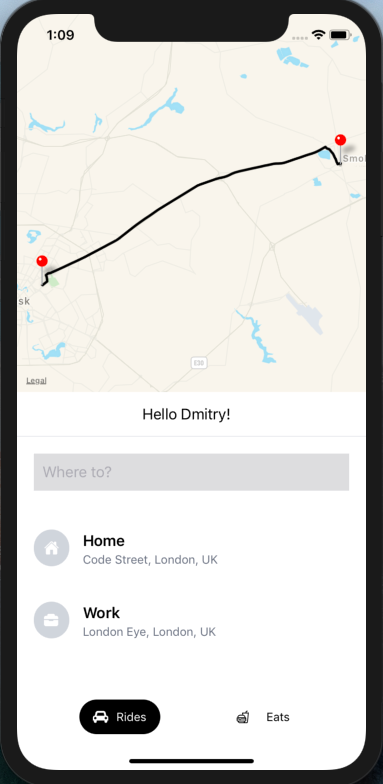 1:09
Smol
sk
E30
Legal
Hello Dmitry!
Where to?
Home
Code Street, London, UK
Work
London Eye, London, UK
Rides
Eats